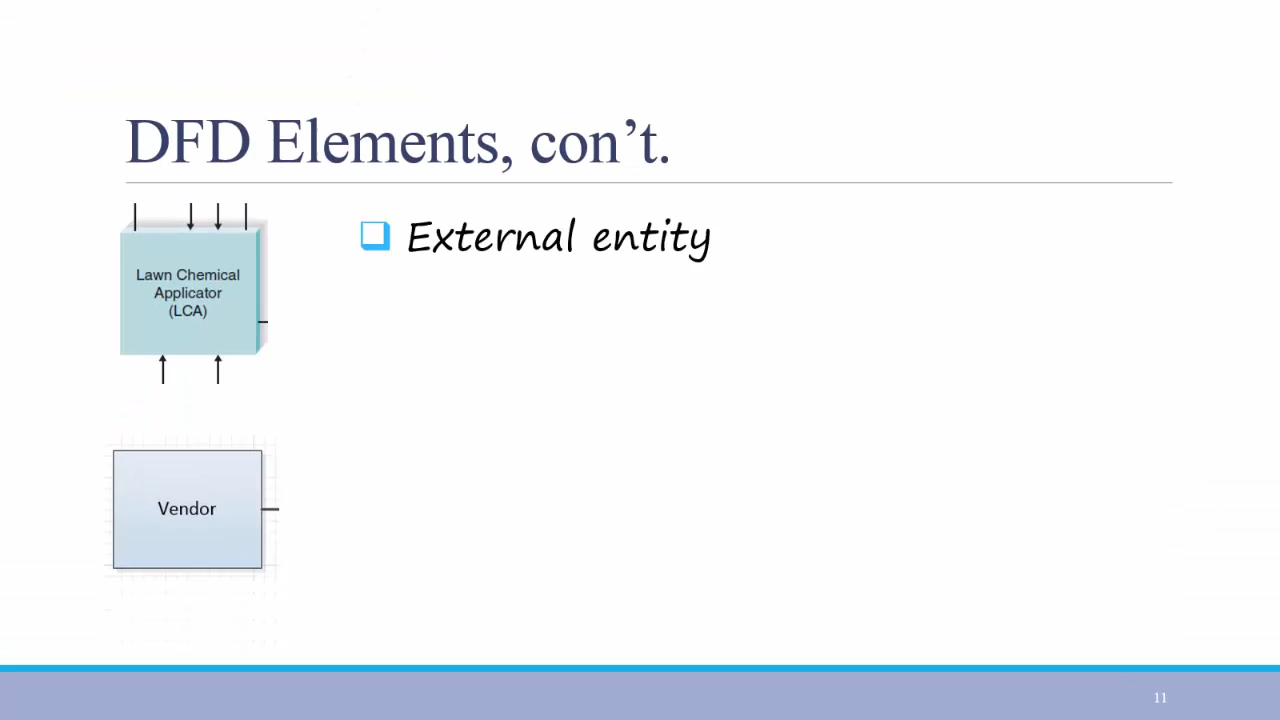 DFD Elements, con’t.
External entity
Lawn Chemical
Applicator
(LCA)
Vendor
11